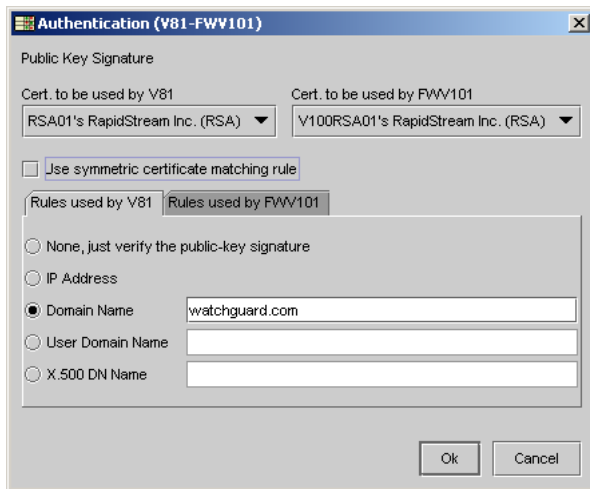 Authentication (V81-FWV101)
Public Key Signature
Cert. to be used by V81
Cert. to be used by FWV101
RSA01's RapidStream Inc. (RSA)
V100RSA01's RapidStream Inc. (RSA)
Use symmetric certificate matching rule
Rules used by V81
Rules used by FWV101
None, just verify the public-key signature
IP Address
Domain Name
watchguard.com
User Domain Name
X.500 DN Name
Ok
Cancel